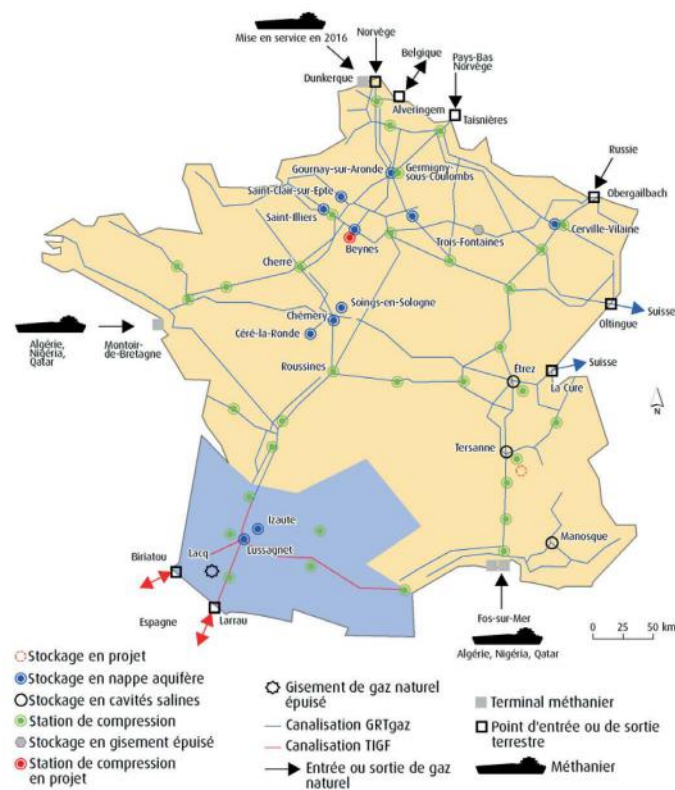 Mise en service en 2016
Norvège
Belgique
Pays-Bas
Norvège
Dunkerque
Alveringem
Taisnières
Russie
Gournay-sur-Aronde
Germigny-
sous-Coulombs
Obergailbach
Saint-Clair-sur-Epte
Saint-Illiers
Beynes
Trois-Fontaines
Cerville-Vilaine
Cherré
Soings-en-Sologne
Chémery
Céré-la-Ronde
Oltingue
Suisse
Algérie,
Nigéria,
Qatar
Montoir-
de-Bretagne
Roussines
Étrez
Suisse
La Cure
N
Tersanne
Izaute
Manosque
Biriatou
Lacq
Lussagnet
Espagne
Larrau
Fos-sur-Mer
Algérie, Nigéria, Qatar
0 25 50 km
Stockage en projet
Stockage en nappe aquifère
Stockage en cavités salines
Station de compression
Stockage en gisement épuisé
Station de compression
en projet
Gisement de gaz naturel
épuisé
Canalisation GRTgaz
Canalisation TIGF
Entrée ou sortie de gaz
naturel
Terminal méthanier
Point d'entrée ou de sortie
terrestre
Méthanier